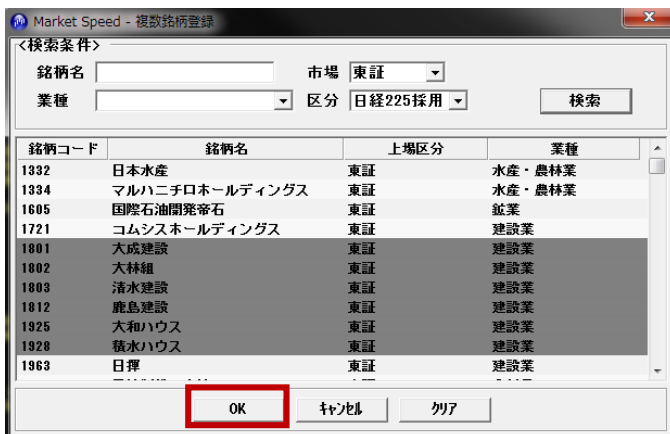 Market Speed - 複数銘柄登録
<検索条件>
銘柄名 市場 東証
業種 区分 日経225採用 検索
銘柄コード 銘柄名 上場区分 業種
1332 日本水産 東証 水産・農林業
1334 マルハニチロホールディングス 東証 水産・農林業
1605 国際石油開発帝石 東証 鉱業
1721 コムシスホールディングス 東証 建設業
1801 大成建設 東証 建設業
1802 大林組 東証 建設業
1803 清水建設 東証 建設業
1812 鹿島建設 東証 建設業
1925 大和ハウス 東証 建設業
1928 積水ハウス 東証 建設業
1963 日揮 東証 建設業
OK ｷｬﾝｾﾙ ｸﾘｱ